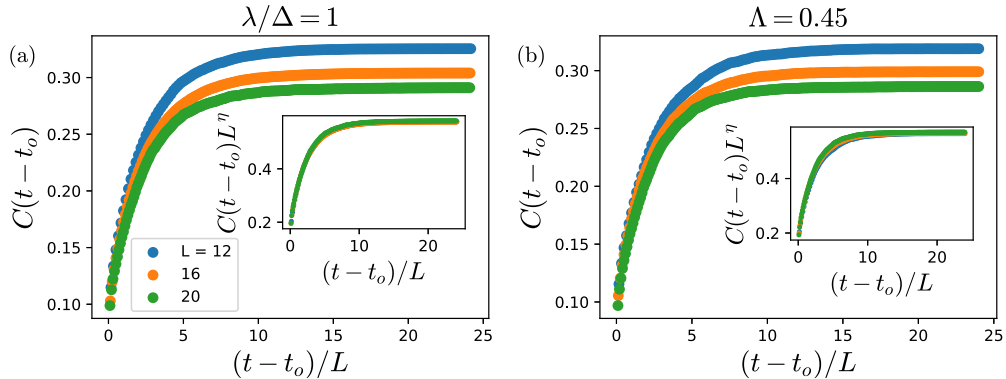 λ/Δ = 1
(a)
C(t − t_o)
0.30
0.25
0.20
0.15
0.10
0 5 10 15 20 25
(t − t_o)/L
L = 12
16
20
C(t − t_o)L^η
0.4
0.2
0 10 20
(t − t_o)/L
Λ = 0.45
(b)
C(t − t_o)
0.30
0.25
0.20
0.15
0.10
0 5 10 15 20 25
(t − t_o)/L
C(t − t_o)L^η
0.4
0.2
0 10 20
(t − t_o)/L